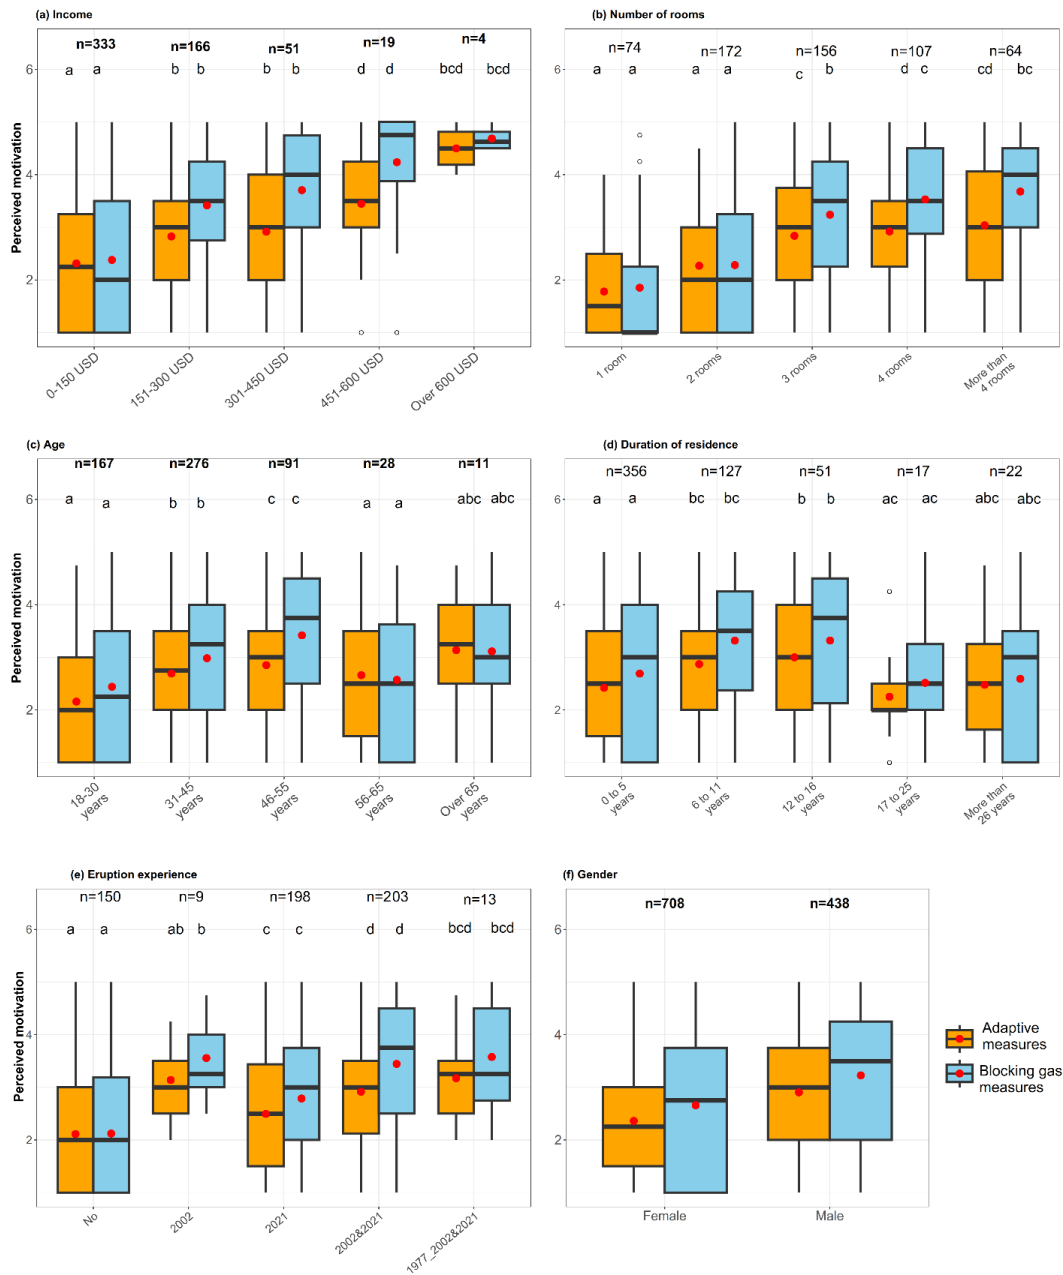 (a) Income
n=333 n=166 n=51 n=19 n=4
a a b b b b d d bcd bcd
6
4
2
Perceived motivation
0-150 USD 151-300 USD 301-450 USD 451-600 USD Over 600 USD
(b) Number of rooms
n=74 n=172 n=156 n=107 n=64
a a a a c b d c cd bc
6
4
2
1 room 2 rooms 3 rooms 4 rooms More than
4 rooms
(c) Age
n=167 n=276 n=91 n=28 n=11
a a b b c c a a abc abc
6
4
2
Perceived motivation
18-30 31-45 46-55 56-65 Over 65
years years years years years
(d) Duration of residence
n=356 n=127 n=51 n=17 n=22
a a bc bc b b ac ac abc abc
6
4
2
0 to 5 6 to 11 12 to 16 17 to 25 More than
years years years years 26 years
(e) Eruption experience
n=150 n=9 n=198 n=203 n=13
a a ab b c c d d bcd bcd
6
4
2
Perceived motivation
No 2002 2021 2002&2021 1977_2002&2021
(f) Gender
n=708 n=438
6
4
2
Female Male
Adaptive
measures
Blocking gas
measures